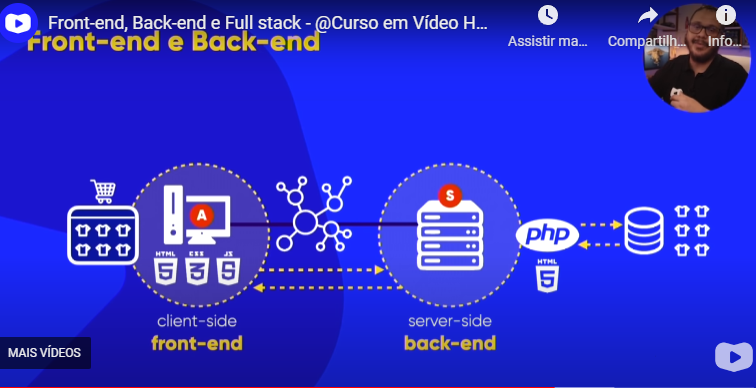 Front-end, Back-end e Full stack - @Curso em Vídeo H...
Assistir ma...
Compartilh...
Info...
Front-end e Back-end
A
S
HTML
CSS
JS
5
3
5
php
HTML
5
client-side
front-end
server-side
back-end
MAIS VÍDEOS